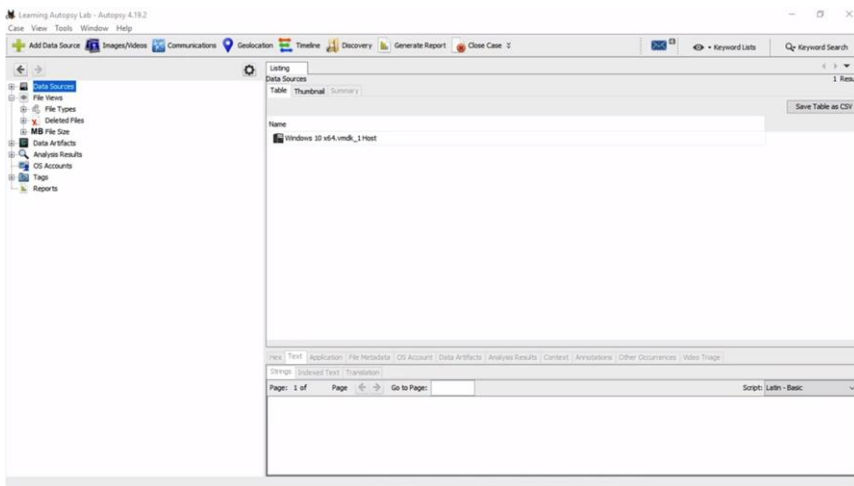 Learning Autopsy Lab - Autopsy 4.19.2
Case View Tools Window Help
Add Data Source Images/Videos Communications Geolocation Timeline Discovery Generate Report Close Case Keyword Lists Keyword Search
Listing
Data Sources
1 Resu
Table Thumbnail Summary
Save Table as CSV
Name
Windows 10 x64.vmdk_1 Host
Data Sources
File Views
File Types
Deleted Files
MB File Size
Data Artifacts
Analysis Results
OS Accounts
Tags
Reports
Hex Text Application File Metadata OS Account Data Artifacts Analysis Results Context Annotations Other Occurrences Video Triage
Strings Indexed Text Translation
Page: 1 of Page Go to Page: Script: Latin - Basic